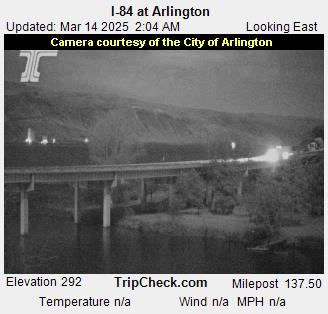 I-84 at Arlington
Updated: Mar 14 2025 2:04 AM Looking East
Camera courtesy of the City of Arlington
Elevation 292 TripCheck.com Milepost 137.50
Temperature n/a Wind n/a MPH n/a